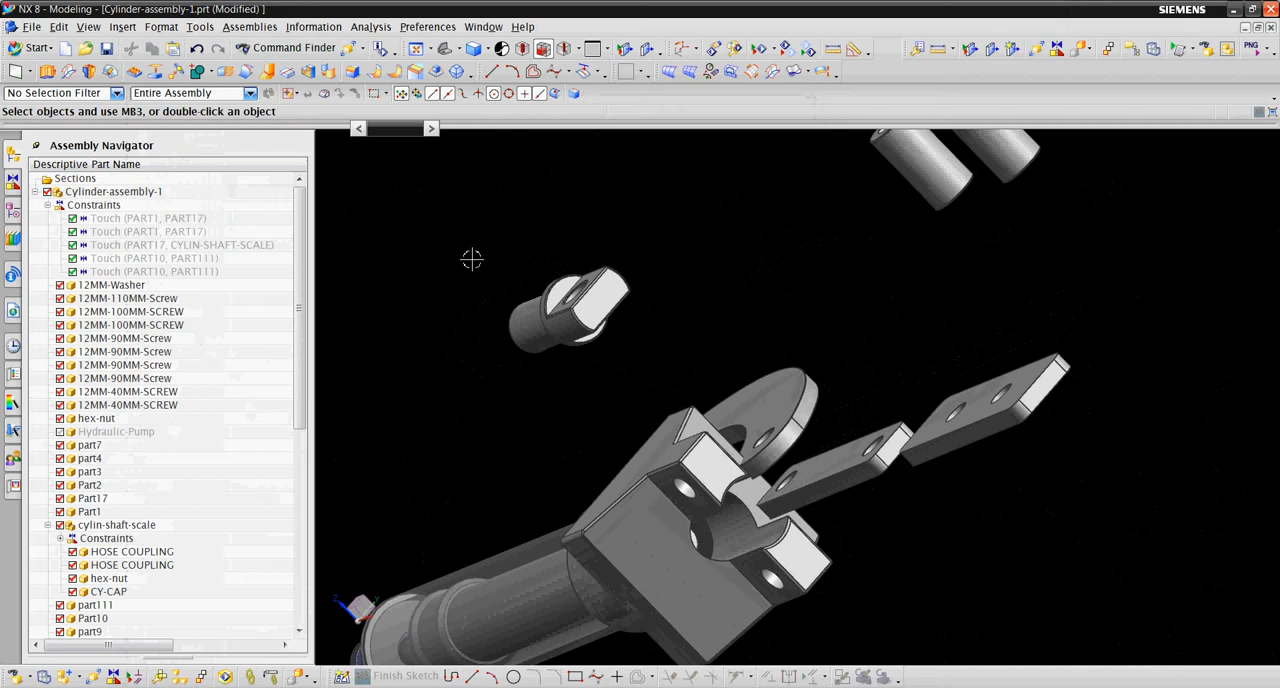 NX 8 - Modeling - [Cylinder-assembly-1.prt (Modified) ]
SIEMENS
File Edit View Insert Format Tools Assemblies Information Analysis Preferences Window Help
Start Command Finder PNG
No Selection Filter Entire Assembly
Select objects and use MB3, or double-click an object
Assembly Navigator
Descriptive Part Name
Sections
Cylinder-assembly-1
Constraints
Touch (PART1, PART17)
Touch (PART1, PART17)
Touch (PART17, CYLIN-SHAFT-SCALE)
Touch (PART10, PART111)
Touch (PART10, PART111)
12MM-Washer
12MM-110MM-Screw
12MM-100MM-SCREW
12MM-100MM-SCREW
12MM-90MM-Screw
12MM-90MM-Screw
12MM-90MM-Screw
12MM-90MM-Screw
12MM-40MM-SCREW
12MM-40MM-SCREW
hex-nut
Hydraulic-Pump
part7
part4
part3
Part2
Part17
Part1
cylin-shaft-scale
Constraints
HOSE COUPLING
HOSE COUPLING
hex-nut
CY-CAP
part111
Part10
part9
Finish Sketch